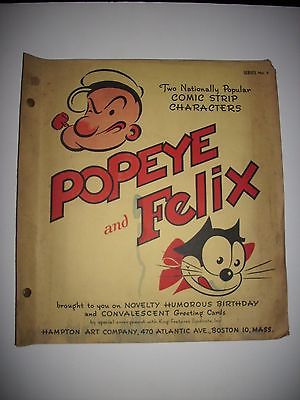 SERIES No. 4
Two Nationally Popular
COMIC STRIP
CHARACTERS
POPEYE
and Felix
brought to you on NOVELTY HUMOROUS BIRTHDAY
and CONVALESCENT Greeting Cards
by special arrangement with King Features Syndicate, Inc.
HAMPTON ART COMPANY, 470 ATLANTIC AVE., BOSTON 10, MASS.